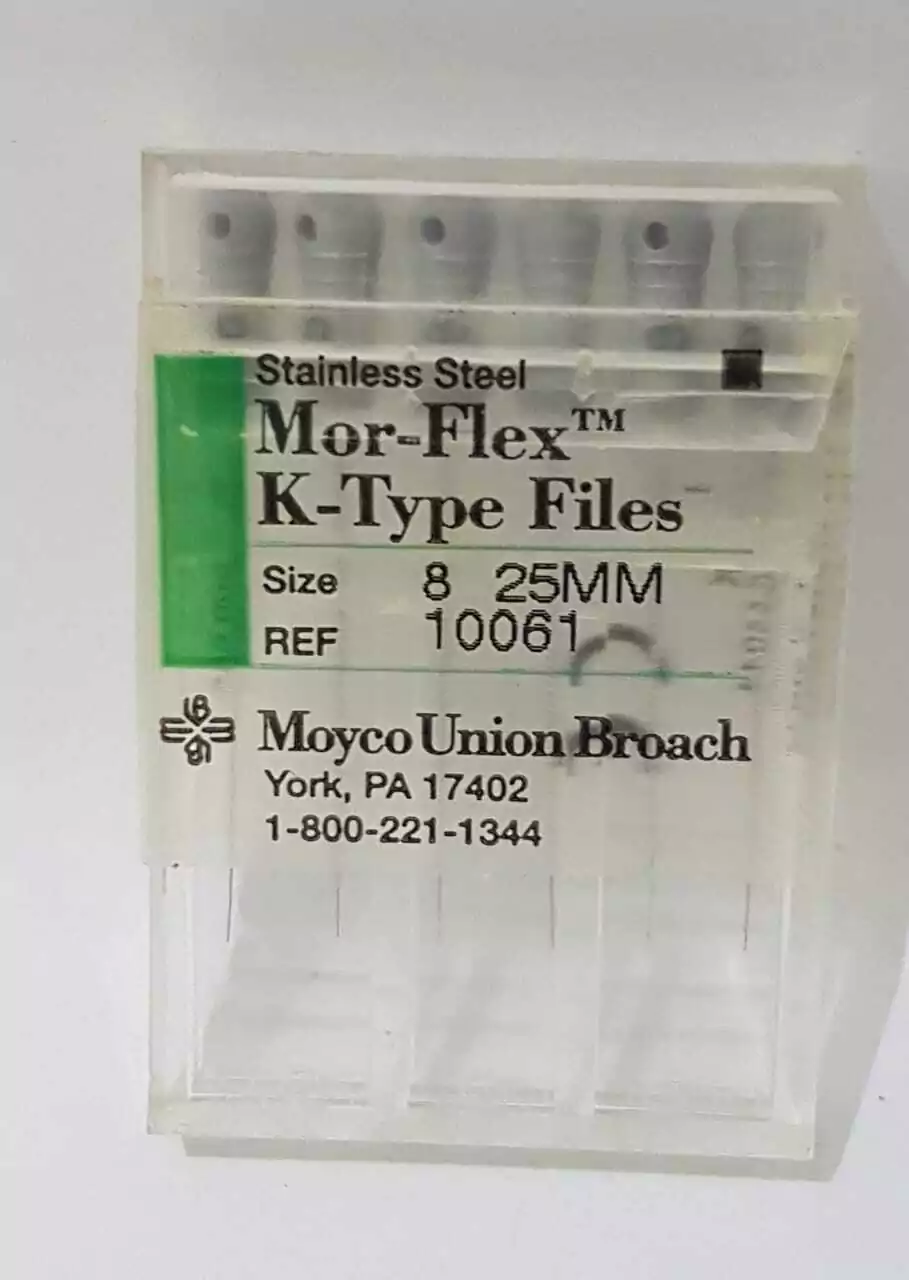 Stainless Steel
Mor-Flex™
K-Type Files
Size 8 25MM
REF 10061
Moyco Union Broach
York, PA 17402
1-800-221-1344